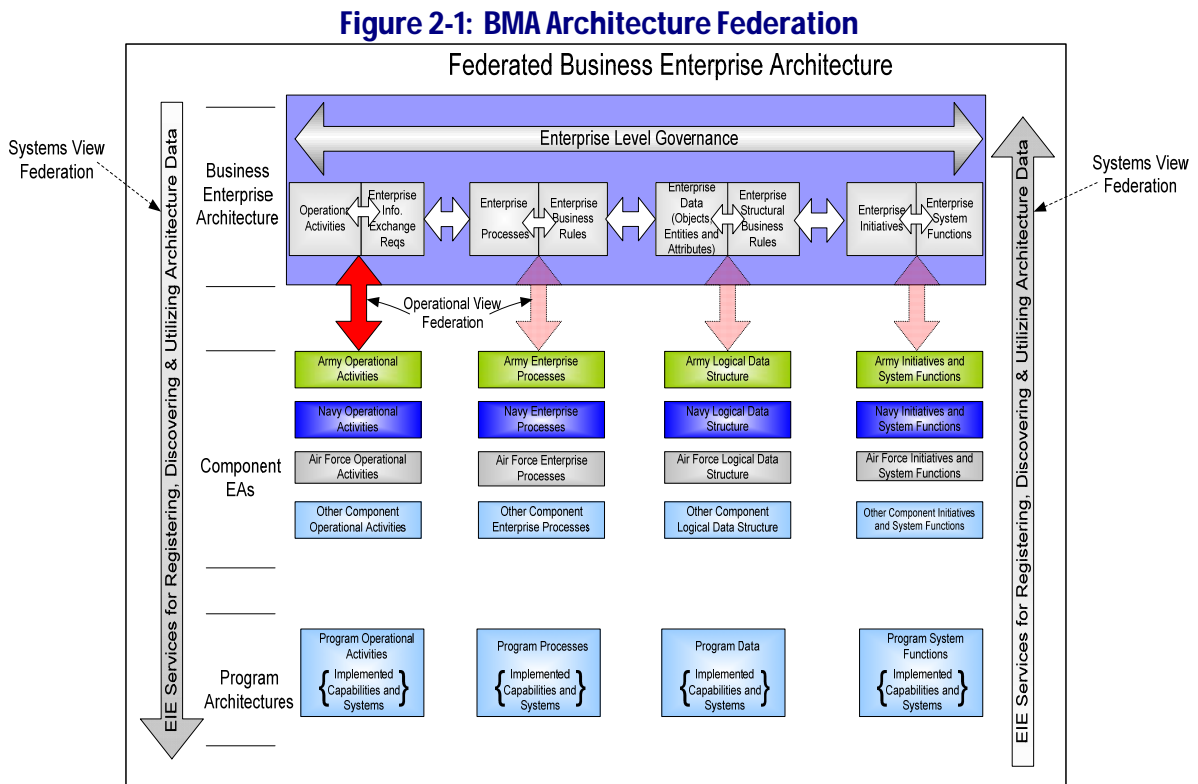 Figure 2-1: BMA Architecture Federation
Federated Business Enterprise Architecture
Systems View
Federation
EIE Services for Registering, Discovering & Utilizing Architecture Data
Business
Enterprise
Architecture
Enterprise Level Governance
Operational
Activities
Enterprise
Info.
Exchange
Reqs
Enterprise
Processes
Enterprise
Business
Rules
Enterprise
Data
(Objects
Entities and
Attributes)
Enterprise
Structural
Business
Rules
Enterprise
Initiatives
Enterprise
System
Functions
Systems View
Federation
EIE Services for Registering, Discovering & Utilizing Architecture Data
Operational View
Federation
Component
EAs
Army Operational
Activities
Army Enterprise
Processes
Army Logical Data
Structure
Army Initiatives and
System Functions
Navy Operational
Activities
Navy Enterprise
Processes
Navy Logical Data
Structure
Navy Initiatives and
System Functions
Air Force Operational
Activities
Air Force Enterprise
Processes
Air Force Logical Data
Structure
Air Force Initiatives and
System Functions
Other Component
Operational Activities
Other Component
Enterprise Processes
Other Component
Logical Data Structure
Other Component Initiatives
and System Functions
Program
Architectures
Program Operational
Activities
{Implemented
Capabilities and
Systems}
Program Processes
{Implemented
Capabilities and
Systems}
Program Data
{Implemented
Capabilities and
Systems}
Program System
Functions
{Implemented
Capabilities and
Systems}